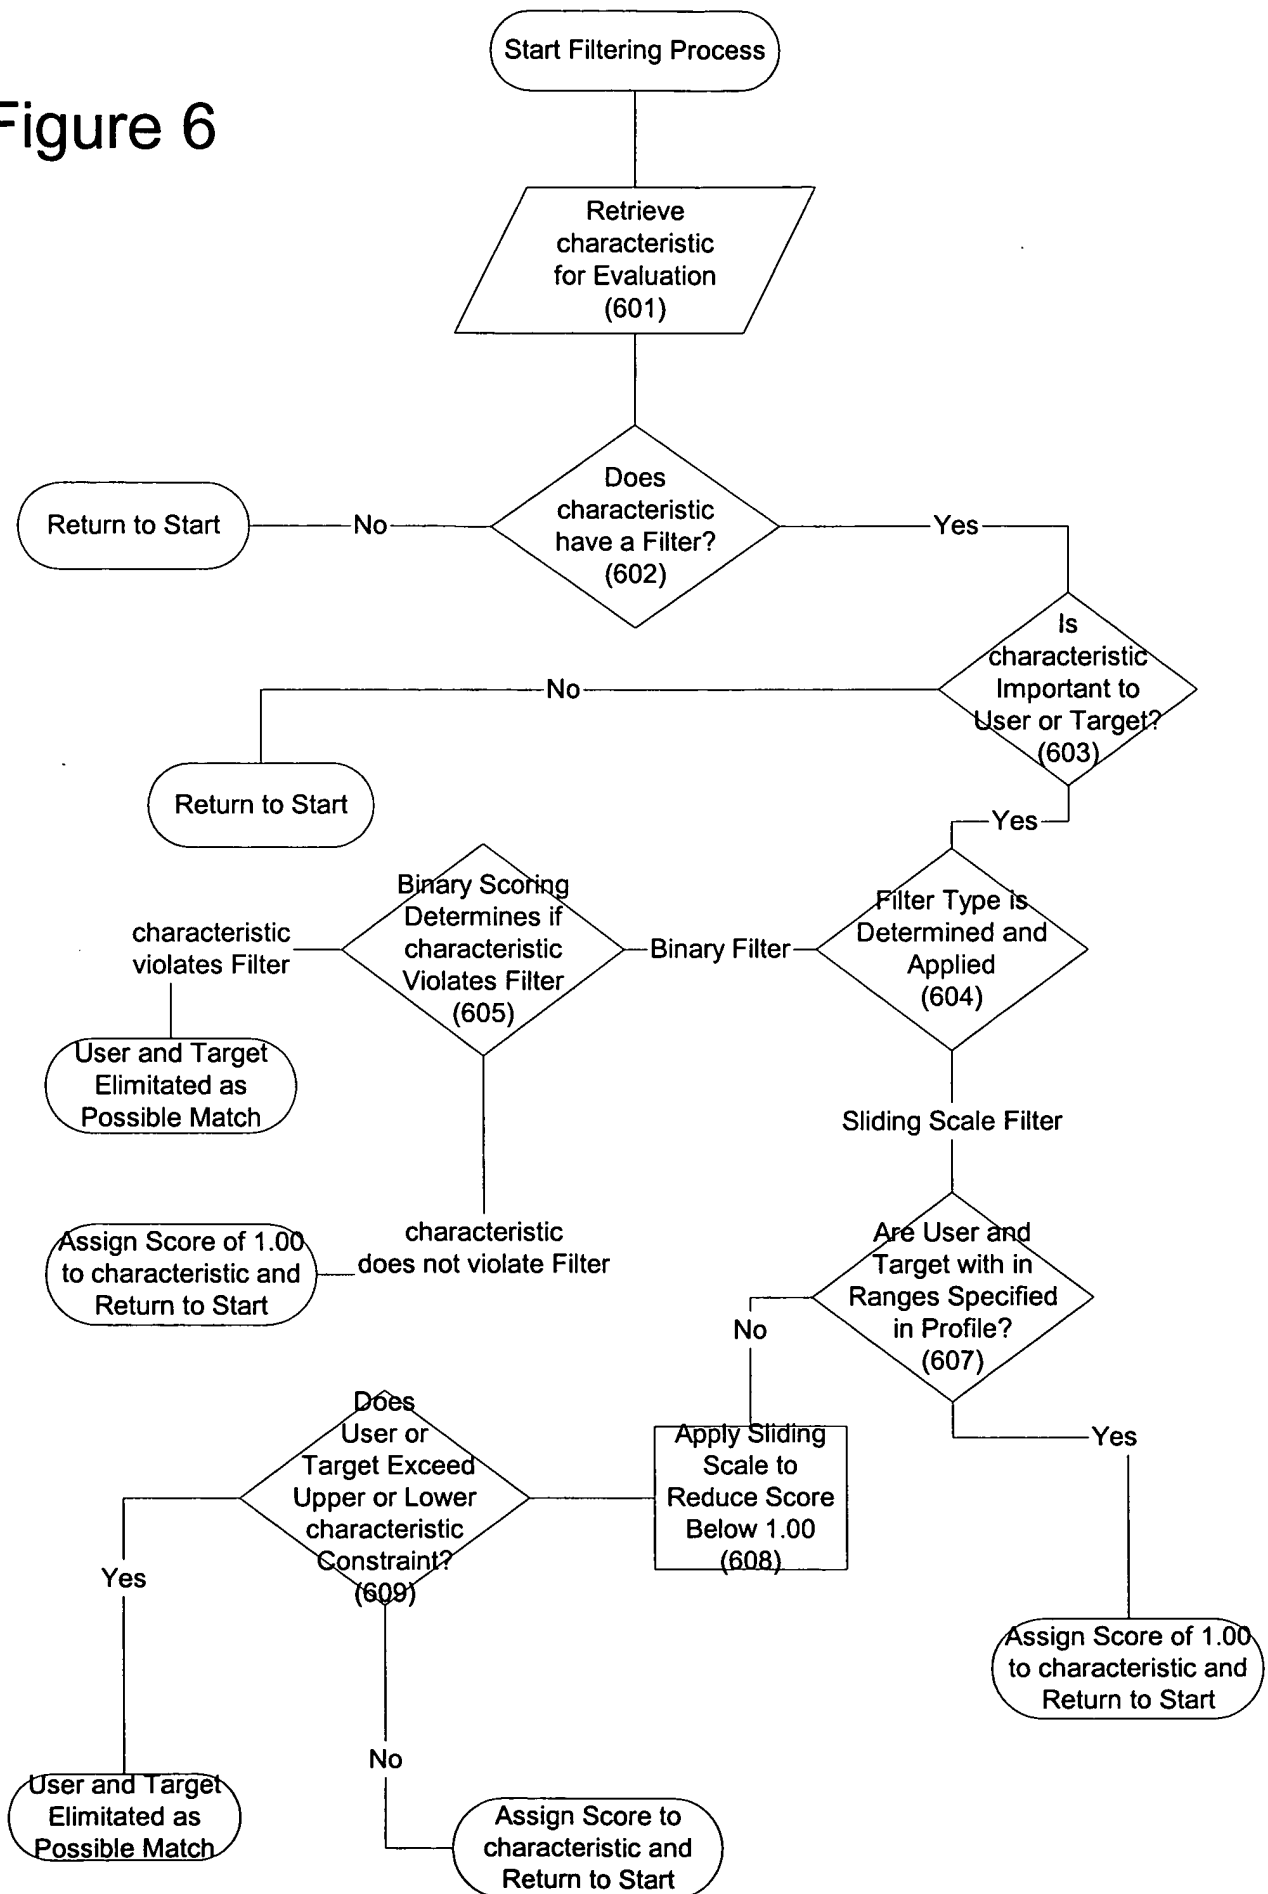 Start Filtering Process
Figure 6
Retrieve
characteristic
for Evaluation
(601)
Does
characteristic
have a Filter?
(602)
Return to Start
No
Yes
Is
characteristic
Important to
User or Target?
(603)
No
Return to Start
Yes
Binary Scoring
Determines if
characteristic
Violates Filter
(605)
Filter Type is
Determined and
Applied
(604)
Binary Filter
characteristic
violates Filter
User and Target
Elimitated as
Possible Match
Sliding Scale Filter
characteristic
does not violate Filter
Assign Score of 1.00
to characteristic and
Return to Start
Are User and
Target with in
Ranges Specified
in Profile?
(607)
No
Yes
Apply Sliding
Scale to
Reduce Score
Below 1.00
(608)
Does
User or
Target Exceed
Upper or Lower
characteristic
Constraint?
(609)
Yes
No
Assign Score of 1.00
to characteristic and
Return to Start
User and Target
Elimitated as
Possible Match
Assign Score to
characteristic and
Return to Start